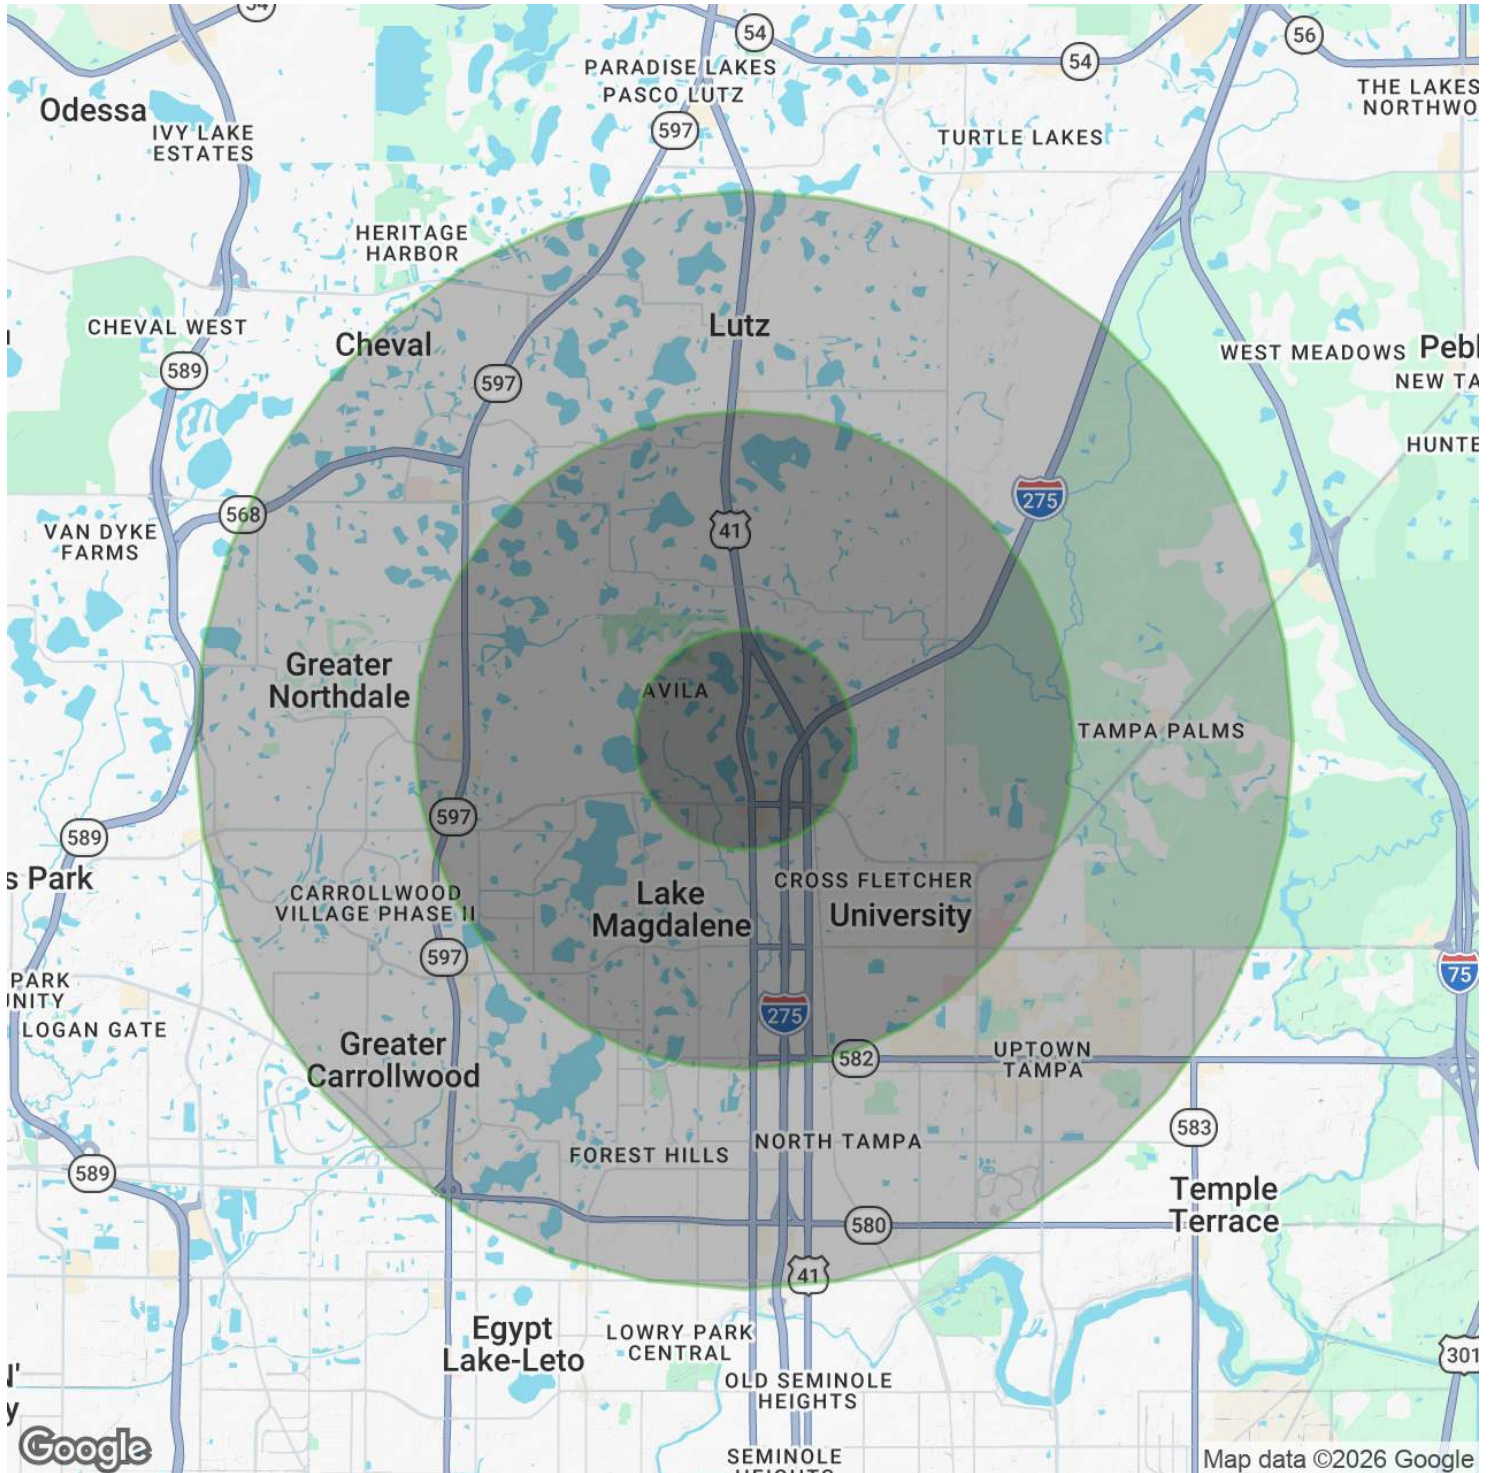 54
54
54
56
PARADISE LAKES
PASCO LUTZ
THE LAKES
NORTHWO
Odessa
IVY LAKE
ESTATES
597
TURTLE LAKES
HERITAGE
HARBOR
CHEVAL WEST
Cheval
Lutz
WEST MEADOWS
Pebl
NEW TA
589
597
HUNTE
275
568
41
VAN DYKE
FARMS
Greater
Northdale
AVILA
TAMPA PALMS
597
589
s Park
CARROLLWOOD
VILLAGE PHASE II
Lake
Magdalene
CROSS FLETCHER
University
597
75
PARK
UNITY
LOGAN GATE
275
Greater
Carrollwood
582
UPTOWN
TAMPA
583
FOREST HILLS
NORTH TAMPA
589
Temple
Terrace
580
41
Egypt
Lake-Leto
LOWRY PARK
CENTRAL
301
OLD SEMINOLE
HEIGHTS
N'
y
Google
SEMINOLE
HEIGHTS
Map data ©2026 Google